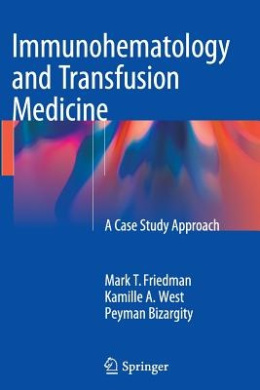 Immunohematology
and Transfusion
Medicine
A Case Study Approach
Mark T. Friedman
Kamille A. West
Peyman Bizargity
Springer